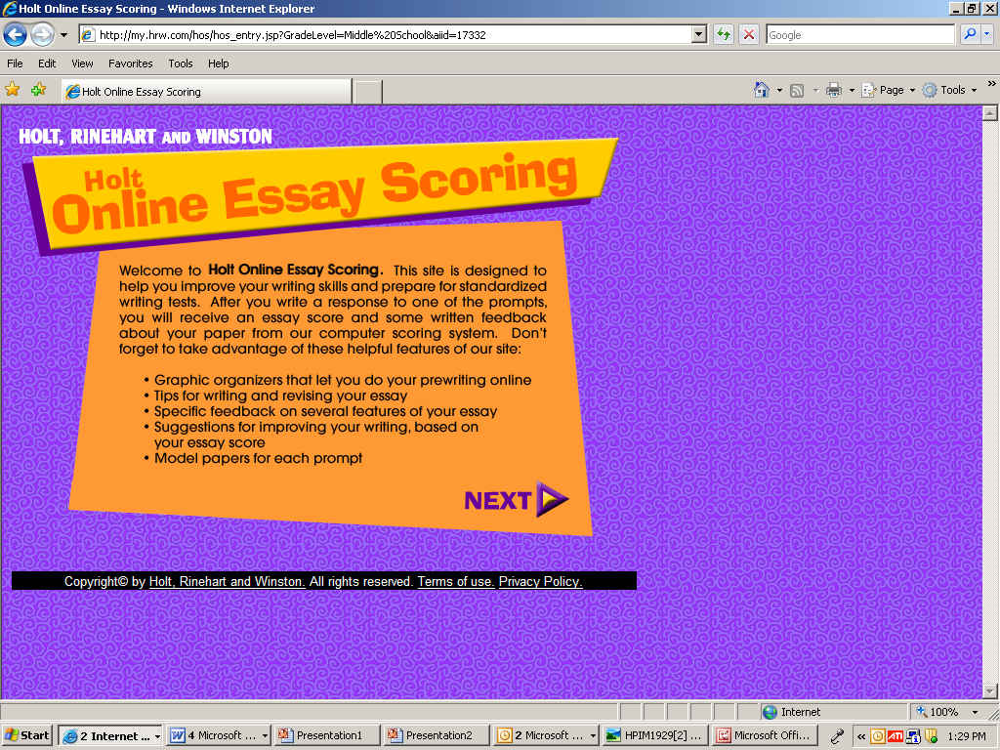 Holt Online Essay Scoring - Windows Internet Explorer
http://my.hrw.com/hos/hos_entry.jsp?GradeLevel=Middle%20School&aiid=17332
Google
File Edit View Favorites Tools Help
Holt Online Essay Scoring
Page Tools
HOLT, RINEHART AND WINSTON
Holt
Online Essay Scoring
Welcome to Holt Online Essay Scoring. This site is designed to
help you improve your writing skills and prepare for standardized
writing tests. After you write a response to one of the prompts,
you will receive an essay score and some written feedback
about your paper from our computer scoring system. Don't
forget to take advantage of these helpful features of our site:
• Graphic organizers that let you do your prewriting online
• Tips for writing and revising your essay
• Specific feedback on several features of your essay
• Suggestions for improving your writing, based on
your essay score
• Model papers for each prompt
NEXT
Copyright© by Holt, Rinehart and Winston. All rights reserved. Terms of use. Privacy Policy.
Internet 100%
Start 2 Internet ... 4 Microsoft ... Presentation1 Presentation2 2 Microsoft ... HPIM1929[2] ... Microsoft Offi... ATI 1:29 PM